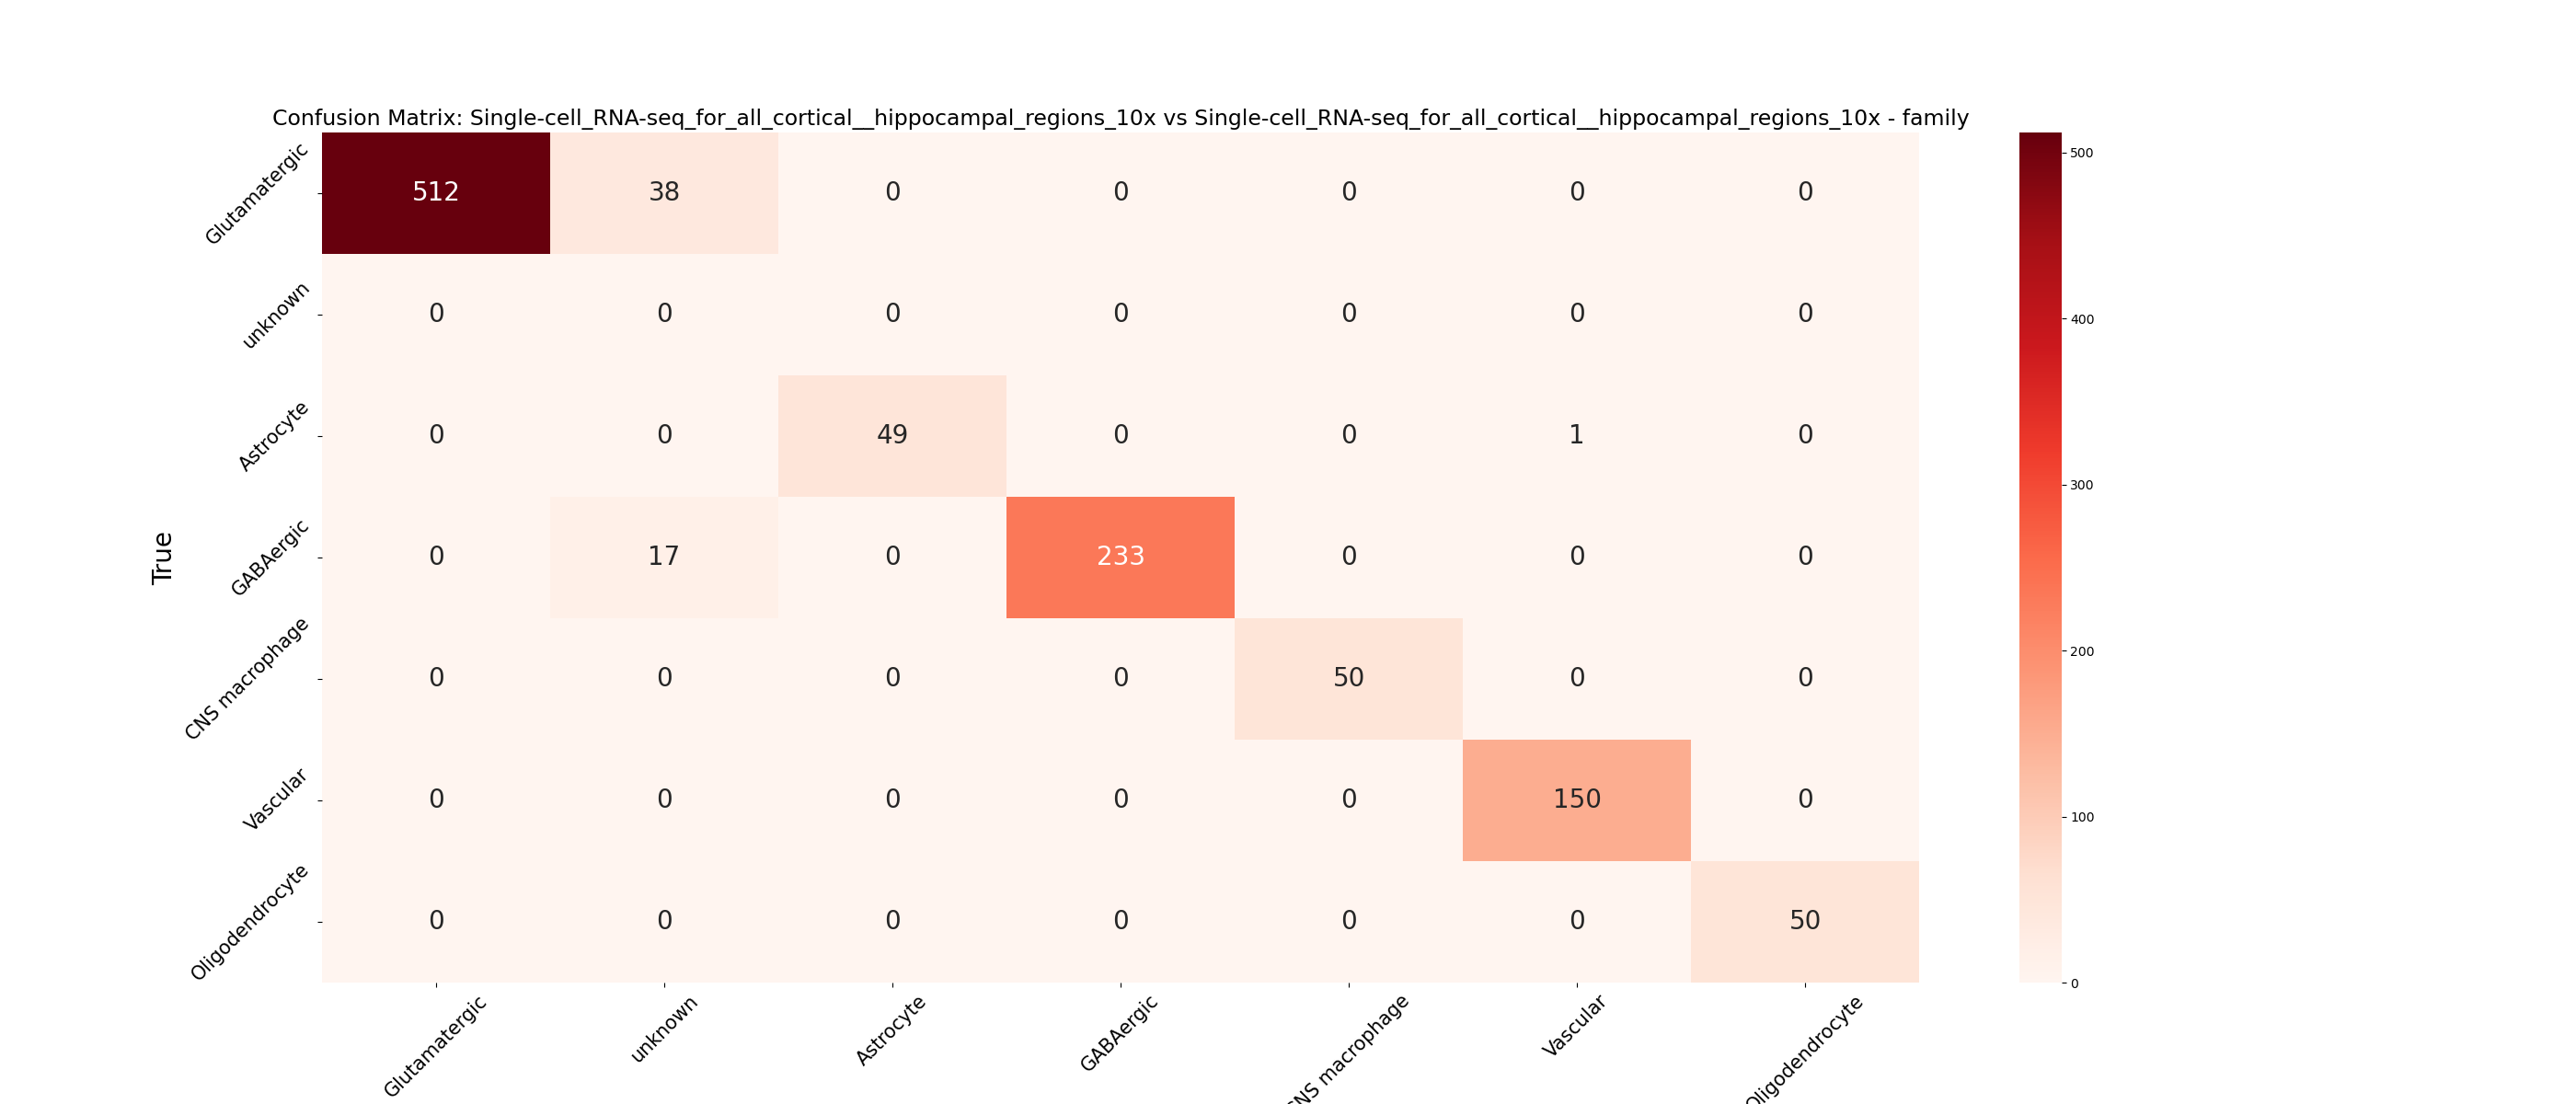 Confusion Matrix: Single-cell_RNA-seq_for_all_cortical__hippocampal_regions_10x vs Single-cell_RNA-seq_for_all_cortical__hippocampal_regions_10x - family
Glutamatergic 512 38 0 0 0 0 0
unknown 0 0 0 0 0 0 0
Astrocyte 0 0 49 0 0 1 0
GABAergic 0 17 0 233 0 0 0
CNS macrophage 0 0 0 0 50 0 0
Vascular 0 0 0 0 0 150 0
Oligodendrocyte 0 0 0 0 0 0 50
True
Glutamatergic unknown Astrocyte GABAergic CNS macrophage Vascular Oligodendrocyte
500
400
300
200
100
0